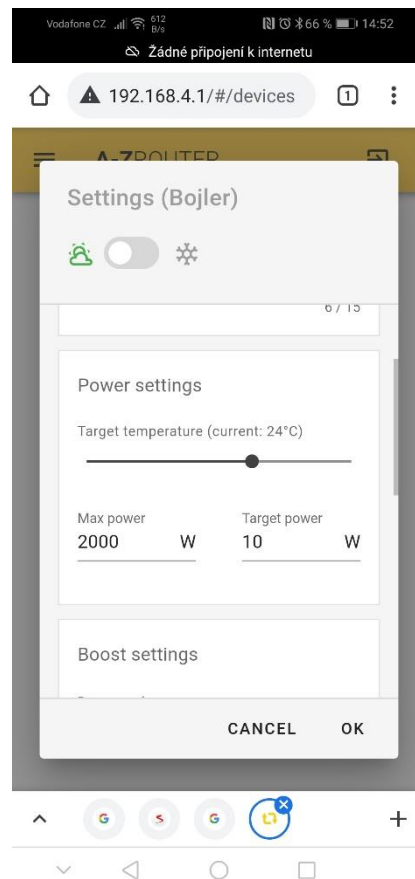 Vodafone CZ 612 B/s 66 % 14:52
Žádné připojení k internetu
192.168.4.1/#/devices 1
A-ZROUTER
Settings (Bojler)
6 / 15
Power settings
Target temperature (current: 24°C)
Max power Target power
2000 W 10 W
Boost settings
CANCEL OK
G S G